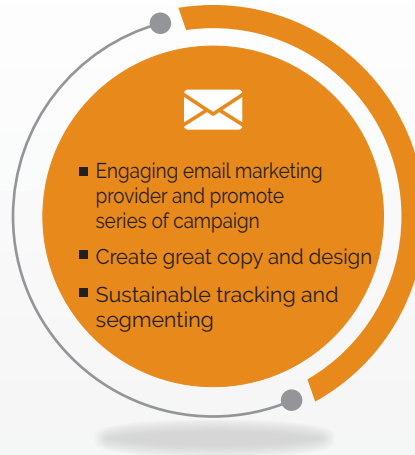 Engaging email marketing
provider and promote
series of campaign
Create great copy and design
Sustainable tracking and
segmenting